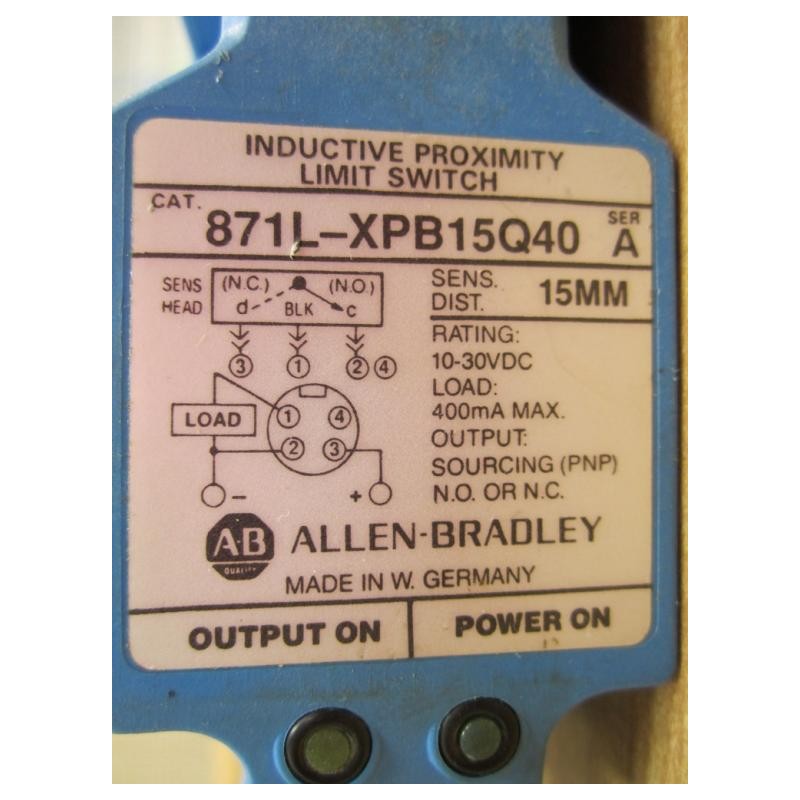 INDUCTIVE PROXIMITY
LIMIT SWITCH
CAT. 871L-XPB15Q40 SER A
SENS HEAD
(N.C.) (N.O.)
d BLK c
3 1 2 4
LOAD
1 4
2 3
- +
SENS. DIST. 15MM
RATING:
10-30VDC
LOAD:
400mA MAX.
OUTPUT:
SOURCING (PNP)
N.O. OR N.C.
AB ALLEN-BRADLEY
QUALITY
MADE IN W. GERMANY
OUTPUT ON POWER ON